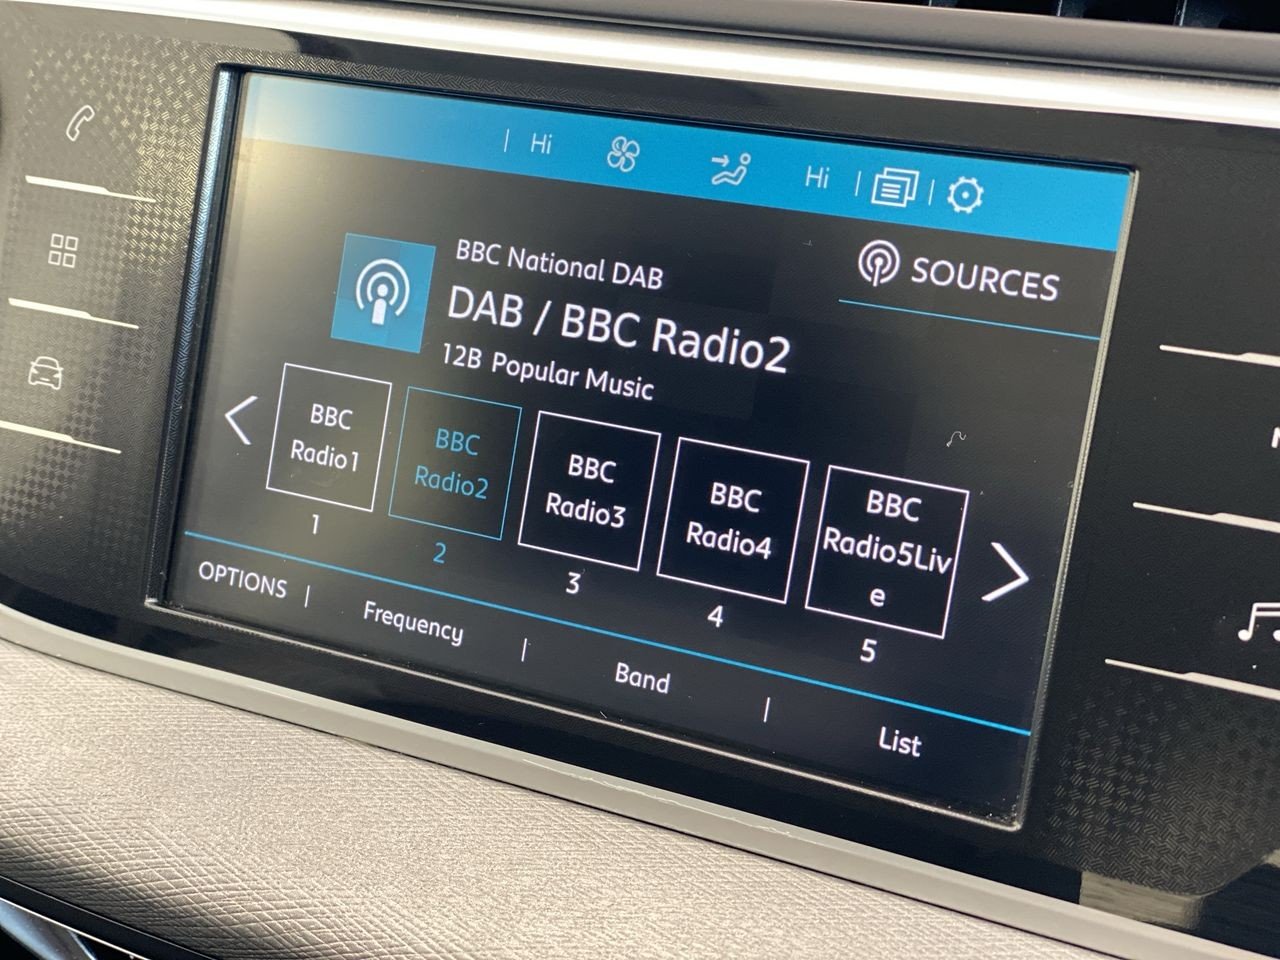 Hi Hi
BBC National DAB
SOURCES
DAB / BBC Radio2
12B Popular Music
BBC
Radio1
1
BBC
Radio2
2
BBC
Radio3
3
BBC
Radio4
4
BBC
Radio5Liv
e
5
OPTIONS
Frequency
Band
List